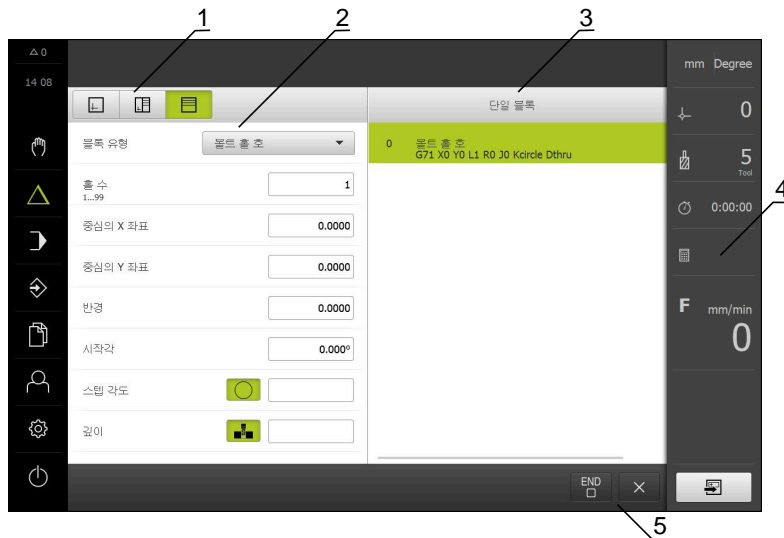 1
2
3
△ 0
14 08
mm Degree
단일 블록
0
블록 유형
볼트 홀 호
0 볼트 홀 호
G71 X0 Y0 L1 R0 J0 Kcircle Dthru
5
Tool
홀 수
1...99
1
4
0:00:00
중심의 X 좌표
0.0000
중심의 Y 좌표
0.0000
반경
0.0000
F mm/min
0
시작각
0.000º
스텝 각도
깊이
END
5